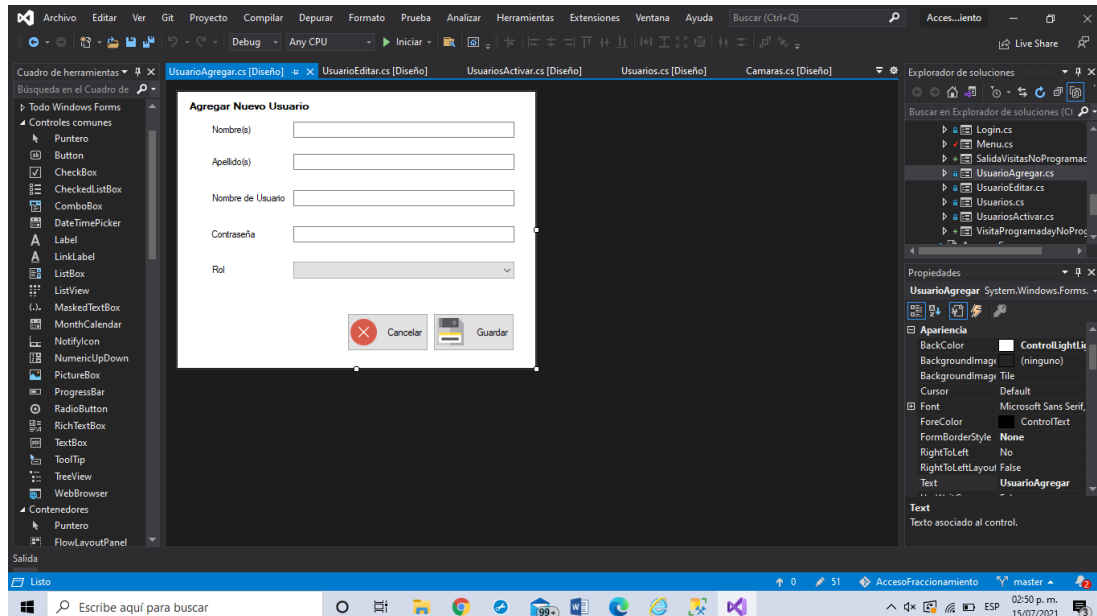 Archivo Editar Ver Git Proyecto Compilar Depurar Formato Prueba Analizar Herramientas Extensiones Ventana Ayuda Buscar (Ctrl+Q) Acces...iento
Debug Any CPU Iniciar Live Share
Cuadro de herramientas
Búsqueda en el Cuadro de
Todo Windows Forms
Controles comunes
Puntero
Button
CheckBox
CheckedListBox
ComboBox
DateTimePicker
Label
LinkLabel
ListBox
ListView
MaskedTextBox
MonthCalendar
NotifyIcon
NumericUpDown
PictureBox
ProgressBar
RadioButton
RichTextBox
TextBox
ToolTip
TreeView
WebBrowser
Contenedores
Puntero
FlowLayoutPanel
UsuarioAgregar.cs [Diseño] UsuarioEditar.cs [Diseño] UsuariosActivar.cs [Diseño] Usuarios.cs [Diseño] Camaras.cs [Diseño]
Agregar Nuevo Usuario
Nombre(s)
Apellido(s)
Nombre de Usuario
Contraseña
Rol
Cancelar Guardar
Explorador de soluciones
Buscar en Explorador de soluciones (Ct
Login.cs
Menu.cs
SalidaVisitasNoProgramac
UsuarioAgregar.cs
UsuarioEditar.cs
Usuarios.cs
UsuariosActivar.cs
VisitaProgramadayNoProg
Propiedades
UsuarioAgregar System.Windows.Forms.
Apariencia
BackColor ControlLightLig
BackgroundImage (ninguno)
BackgroundImage Tile
Cursor Default
Font Microsoft Sans Serif,
ForeColor ControlText
FormBorderStyle None
RightToLeft No
RightToLeftLayout False
Text UsuarioAgregar
Text
Texto asociado al control.
Salida
Listo 0 51 AccesoFraccionamiento master 2
Escribe aquí para buscar 99+ ESP 02:50 p. m.
15/07/2021 3